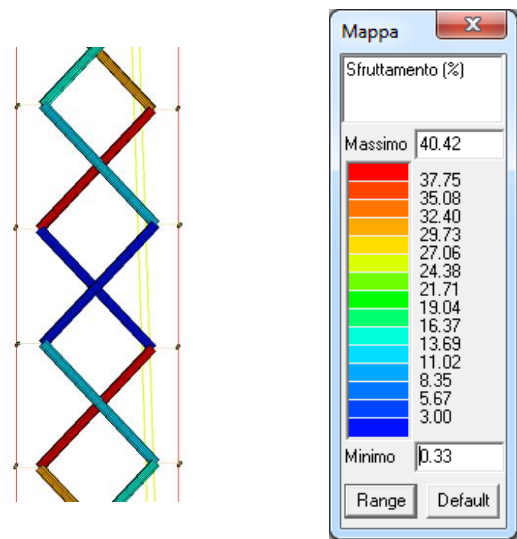 Mappa
Sfruttamento (%)
Massimo 40.42
37.75
35.08
32.40
29.73
27.06
24.38
21.71
19.04
16.37
13.69
11.02
8.35
5.67
3.00
Minimo 0.33
Range Default